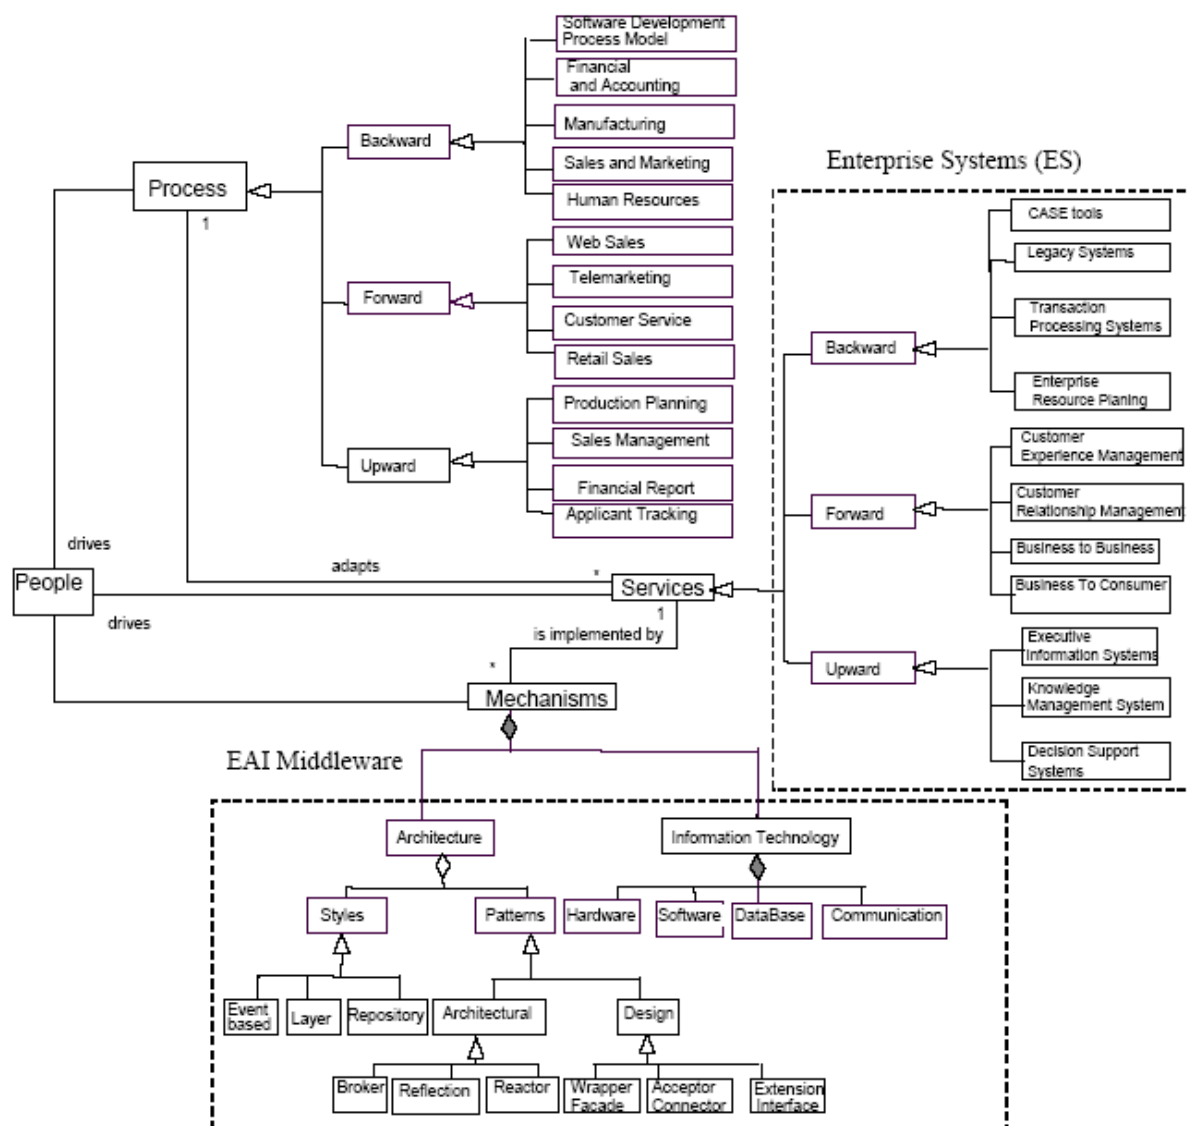 Software Development
Process Model
Financial
and Accounting
Manufacturing
Backward
Sales and Marketing
Human Resources
Process
1
Web Sales
Telemarketing
Forward
Customer Service
Retail Sales
Production Planning
Sales Management
Upward
Financial Report
Applicant Tracking
Enterprise Systems (ES)
CASE tools
Legacy Systems
Transaction
Processing Systems
Backward
Enterprise
Resource Planing
Customer
Experience Management
Customer
Relationship Management
Forward
Business to Business
Business To Consumer
Executive
Information Systems
Upward
Knowledge
Management System
Decision Support
Systems
drives
adapts
*
People
Services
drives
1
is implemented by
*
Mechanisms
EAI Middleware
Architecture
Information Technology
Styles
Patterns
Hardware
Software
DataBase
Communication
Event
based
Layer
Repository
Architectural
Design
Broker
Reflection
Reactor
Wrapper
Facade
Acceptor
Connector
Extension
Interface